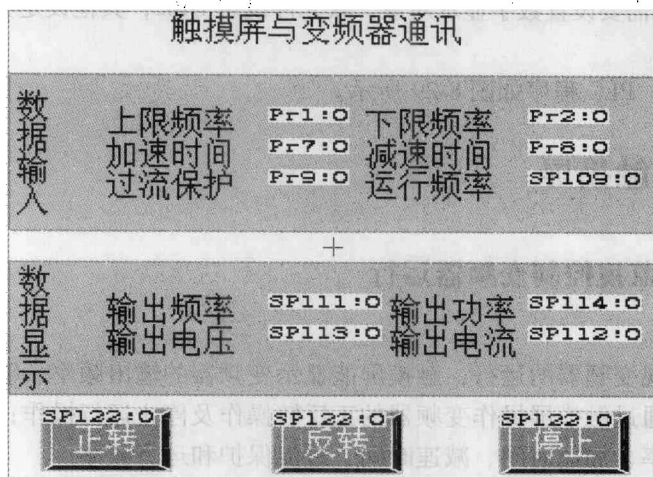 触摸屏与变频器通讯
数据输入
上限频率 Pr1:0 下限频率 Pr2:0
加速时间 Pr7:0 减速时间 Pr8:0
过流保护 Pr9:0 运行频率 SP109:0
数据显示
输出频率 SP111:0 输出功率 SP114:0
输出电压 SP113:0 输出电流 SP112:0
SP122:0 SP122:0 SP122:0
正转 反转 停止